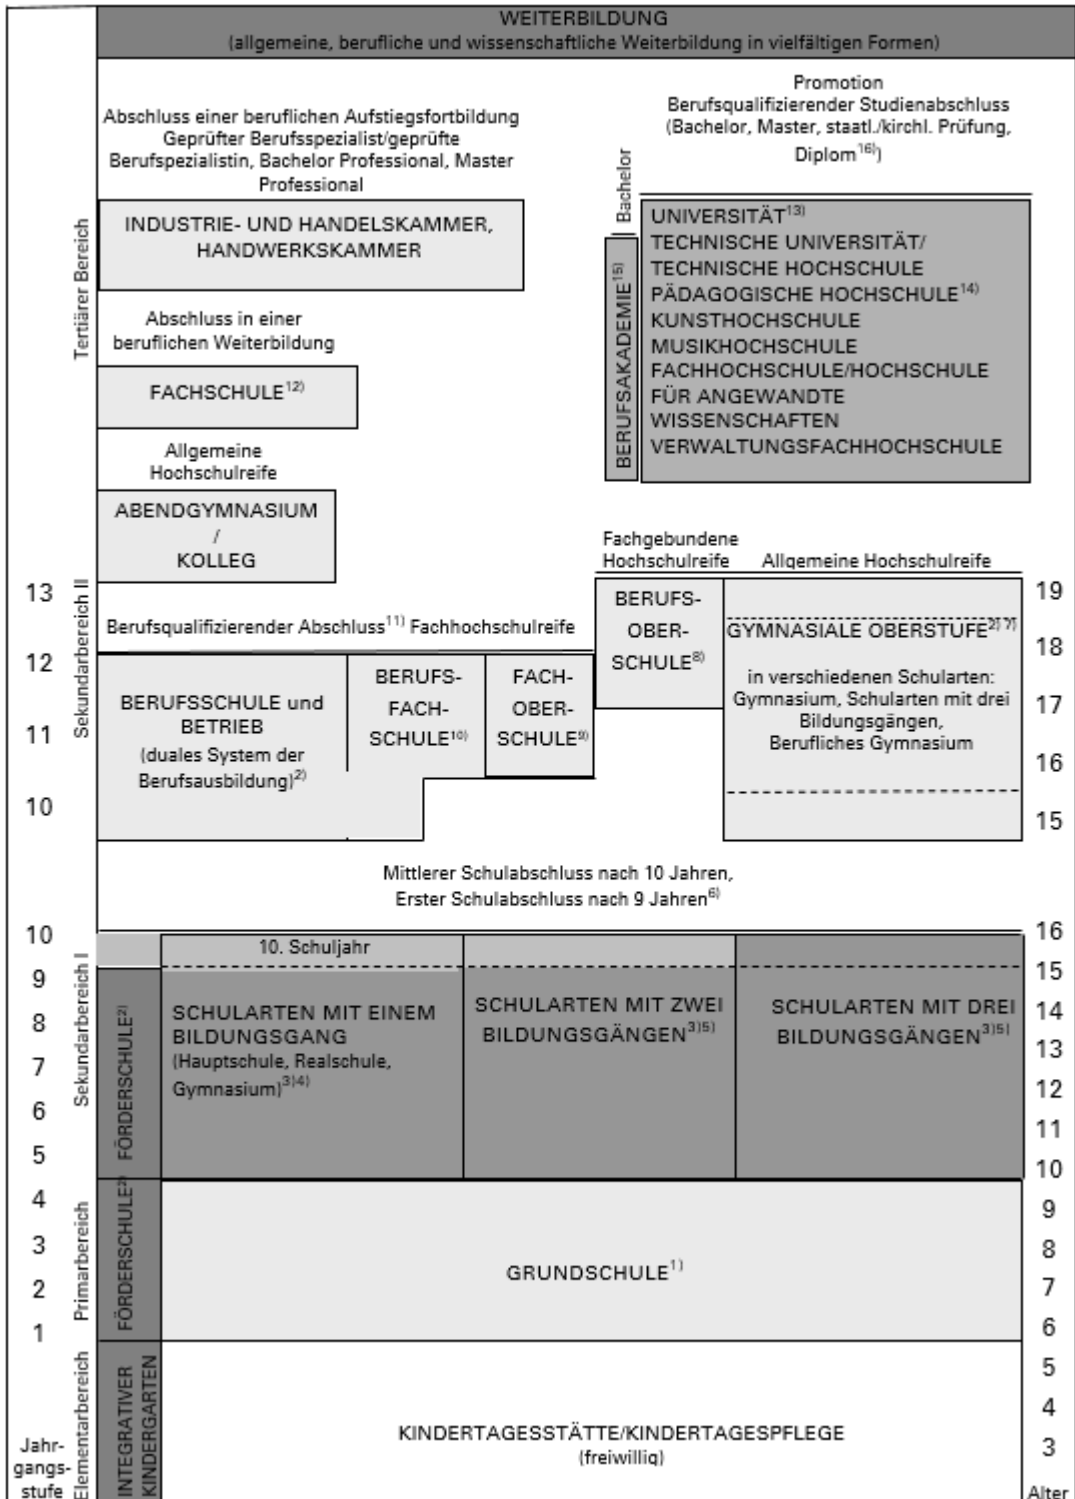 WEITERBILDUNG
(allgemeine, berufliche und wissenschaftliche Weiterbildung in vielfältigen Formen)
Abschluss einer beruflichen Aufstiegsfortbildung
Geprüfter Berufsspezialist/geprüfte
Berufspezialistin, Bachelor Professional, Master
Professional
INDUSTRIE- UND HANDELSKAMMER,
HANDWERKSKAMMER
Promotion
Berufsqualifizierender Studienabschluss
(Bachelor, Master, staatl./kirchl. Prüfung,
Diplom16))
Bachelor
BERUFSAKADEMIE15)
UNIVERSITÄT13)
TECHNISCHE UNIVERSITÄT/
TECHNISCHE HOCHSCHULE
PÄDAGOGISCHE HOCHSCHULE14)
KUNSTHOCHSCHULE
MUSIKHOCHSCHULE
FACHHOCHSCHULE/HOCHSCHULE
FÜR ANGEWANDTE
WISSENSCHAFTEN
VERWALTUNGSFACHHOCHSCHULE
Tertiärer Bereich
Abschluss in einer
beruflichen Weiterbildung
FACHSCHULE12)
Allgemeine
Hochschulreife
ABENDGYMNASIUM
/
KOLLEG
Fachgebundene
Hochschulreife
Allgemeine Hochschulreife
13
12
11
10
Sekundarbereich II
Berufsqualifizierender Abschluss11) Fachhochschulreife
BERUFSSCHULE und
BETRIEB
(duales System der
Berufsausbildung)2)
BERUFS-
FACH-
SCHULE10)
FACH-
OBER-
SCHULE9)
BERUFS-
OBER-
SCHULE8)
GYMNASIALE OBERSTUFE2) 7)
in verschiedenen Schularten:
Gymnasium, Schularten mit drei
Bildungsgängen,
Berufliches Gymnasium
19
18
17
16
15
Mittlerer Schulabschluss nach 10 Jahren,
Erster Schulabschluss nach 9 Jahren6)
10
9
8
7
6
5
Sekundarbereich I
FÖRDERSCHULE2)
10. Schuljahr
SCHULARTEN MIT EINEM
BILDUNGSGANG
(Hauptschule, Realschule,
Gymnasium)3)4)
SCHULARTEN MIT ZWEI
BILDUNGSGÄNGEN3)5)
SCHULARTEN MIT DREI
BILDUNGSGÄNGEN3)5)
16
15
14
13
12
11
10
4
3
2
1
Primarbereich
FÖRDERSCHULE2)
GRUNDSCHULE1)
9
8
7
6
Jahr-
gangs-
stufe
Elementarbereich
INTEGRATIVER
KINDERGARTEN
KINDERTAGESSTÄTTE/KINDERTAGESPFLEGE
(freiwillig)
5
4
3
Alter